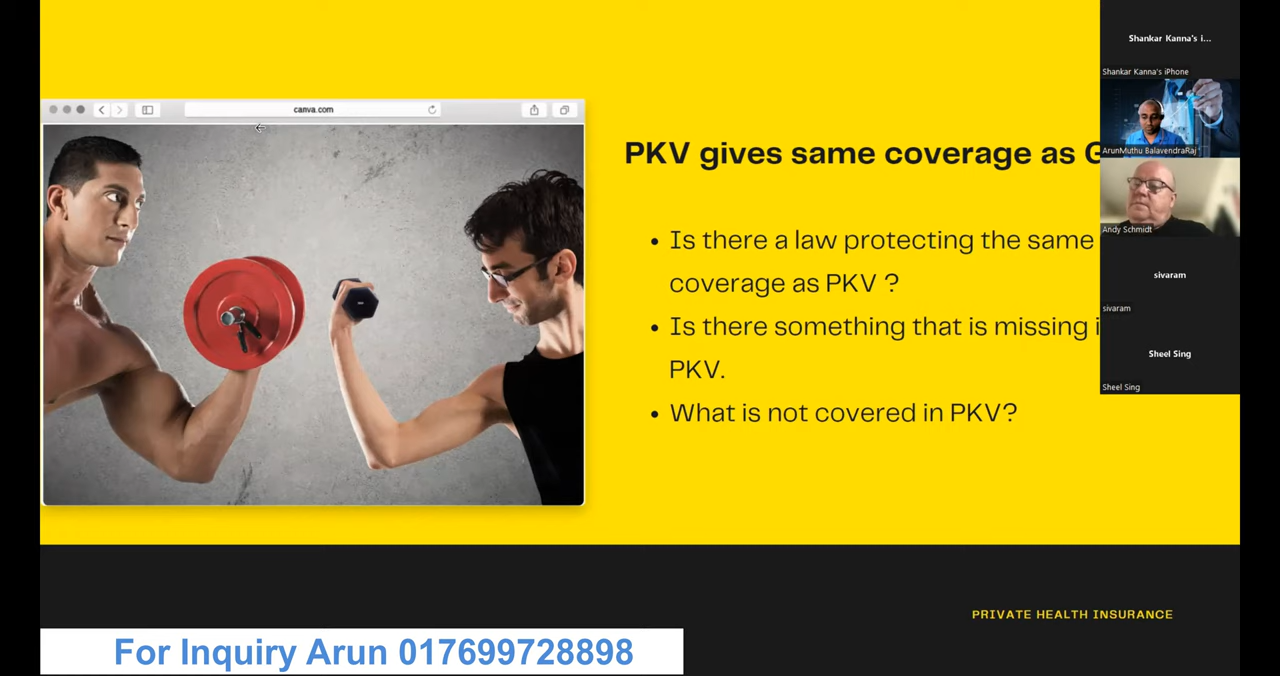 canva.com
PKV gives same coverage as
• Is there a law protecting the same
coverage as PKV ?
• Is there something that is missing
PKV.
• What is not covered in PKV?
PRIVATE HEALTH INSURANCE
For Inquiry Arun 017699728898
Shankar Kanna's i...
Shankar Kanna's iPhone
ArunMuthu BalavendraRaj
Andy Schmidt
sivaram
sivaram
Sheel Sing
Sheel Sing